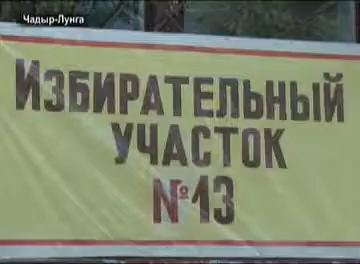 Чадыр-Лунга
ИЗБИРАТЕЛЬНЫЙ
УЧАСТОК
№13